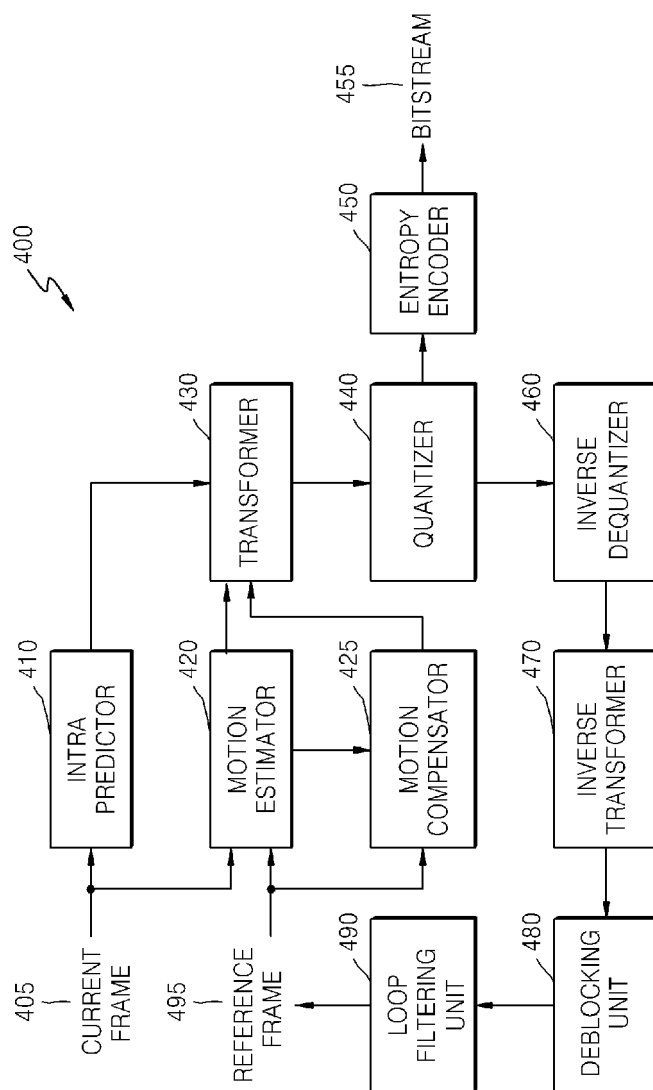 400
405
CURRENT
FRAME
410
INTRA
PREDICTOR
495
REFERENCE
FRAME
420
MOTION
ESTIMATOR
430
TRANSFORMER
490
LOOP
FILTERING
UNIT
425
MOTION
COMPENSATOR
440
QUANTIZER
450
ENTROPY
ENCODER
455
BITSTREAM
480
DEBLOCKING
UNIT
470
INVERSE
TRANSFORMER
460
INVERSE
DEQUANTIZER